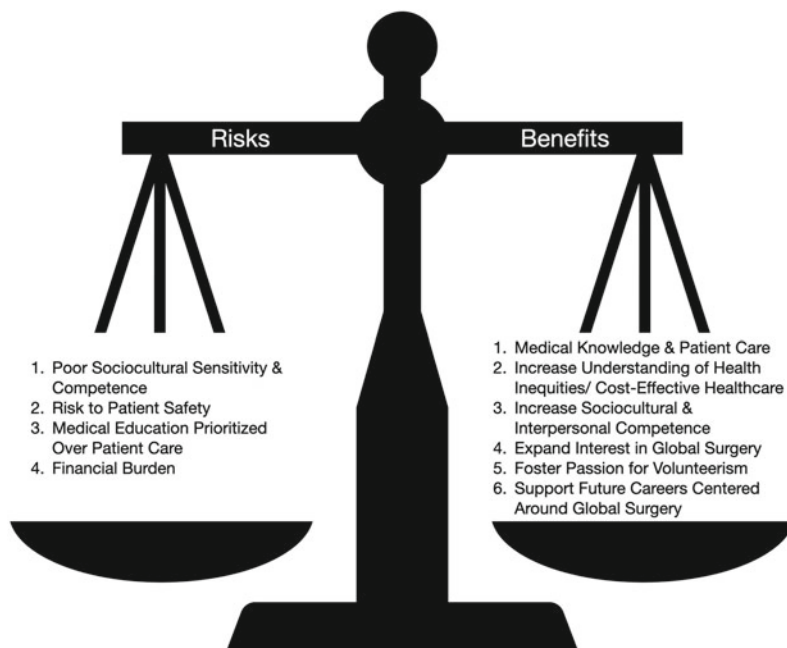 Risks
Benefits
1. Poor Sociocultural Sensitivity &
Competence
2. Risk to Patient Safety
3. Medical Education Prioritized
Over Patient Care
4. Financial Burden
1. Medical Knowledge & Patient Care
2. Increase Understanding of Health
Inequities/ Cost-Effective Healthcare
3. Increase Sociocultural &
Interpersonal Competence
4. Expand Interest in Global Surgery
5. Foster Passion for Volunteerism
6. Support Future Careers Centered
Around Global Surgery